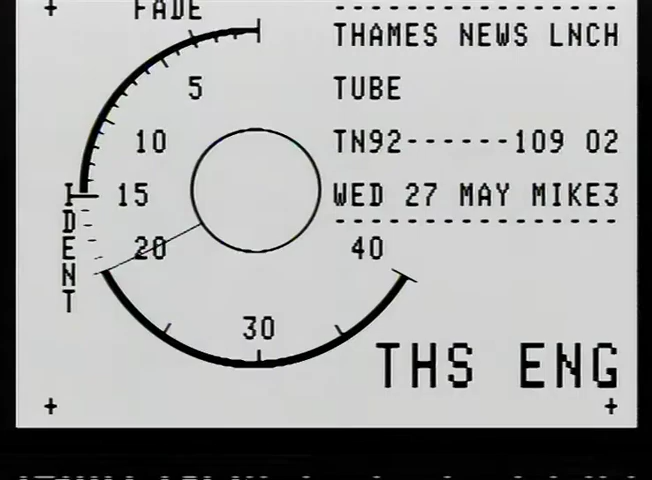 FADE
THAMES NEWS LNCH
5
TUBE
10
TN92------109 02
15
WED 27 MAY MIKE3
IDENT
20
40
30
THS ENG